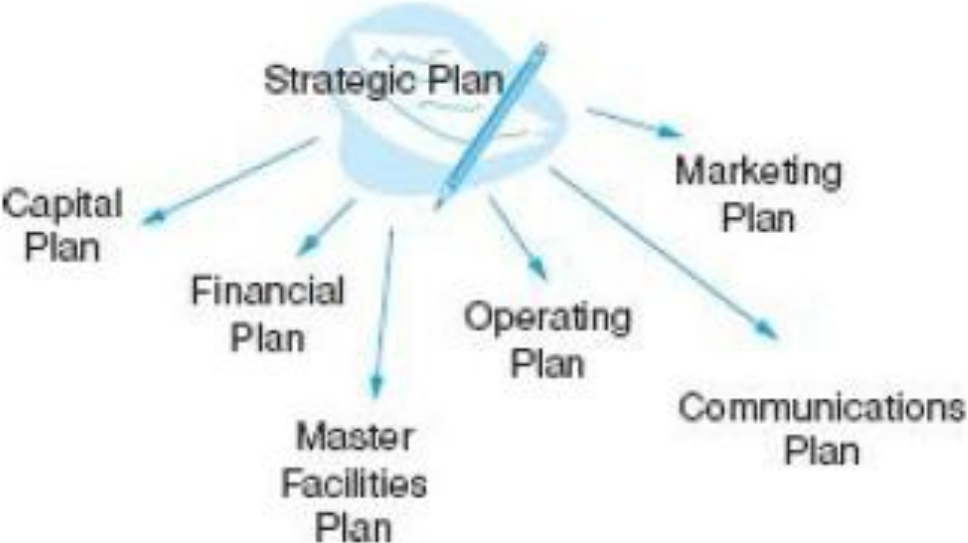 Strategic Plan
Marketing
Plan
Capital
Plan
Financial
Plan
Operating
Plan
Communications
Plan
Master
Facilities
Plan